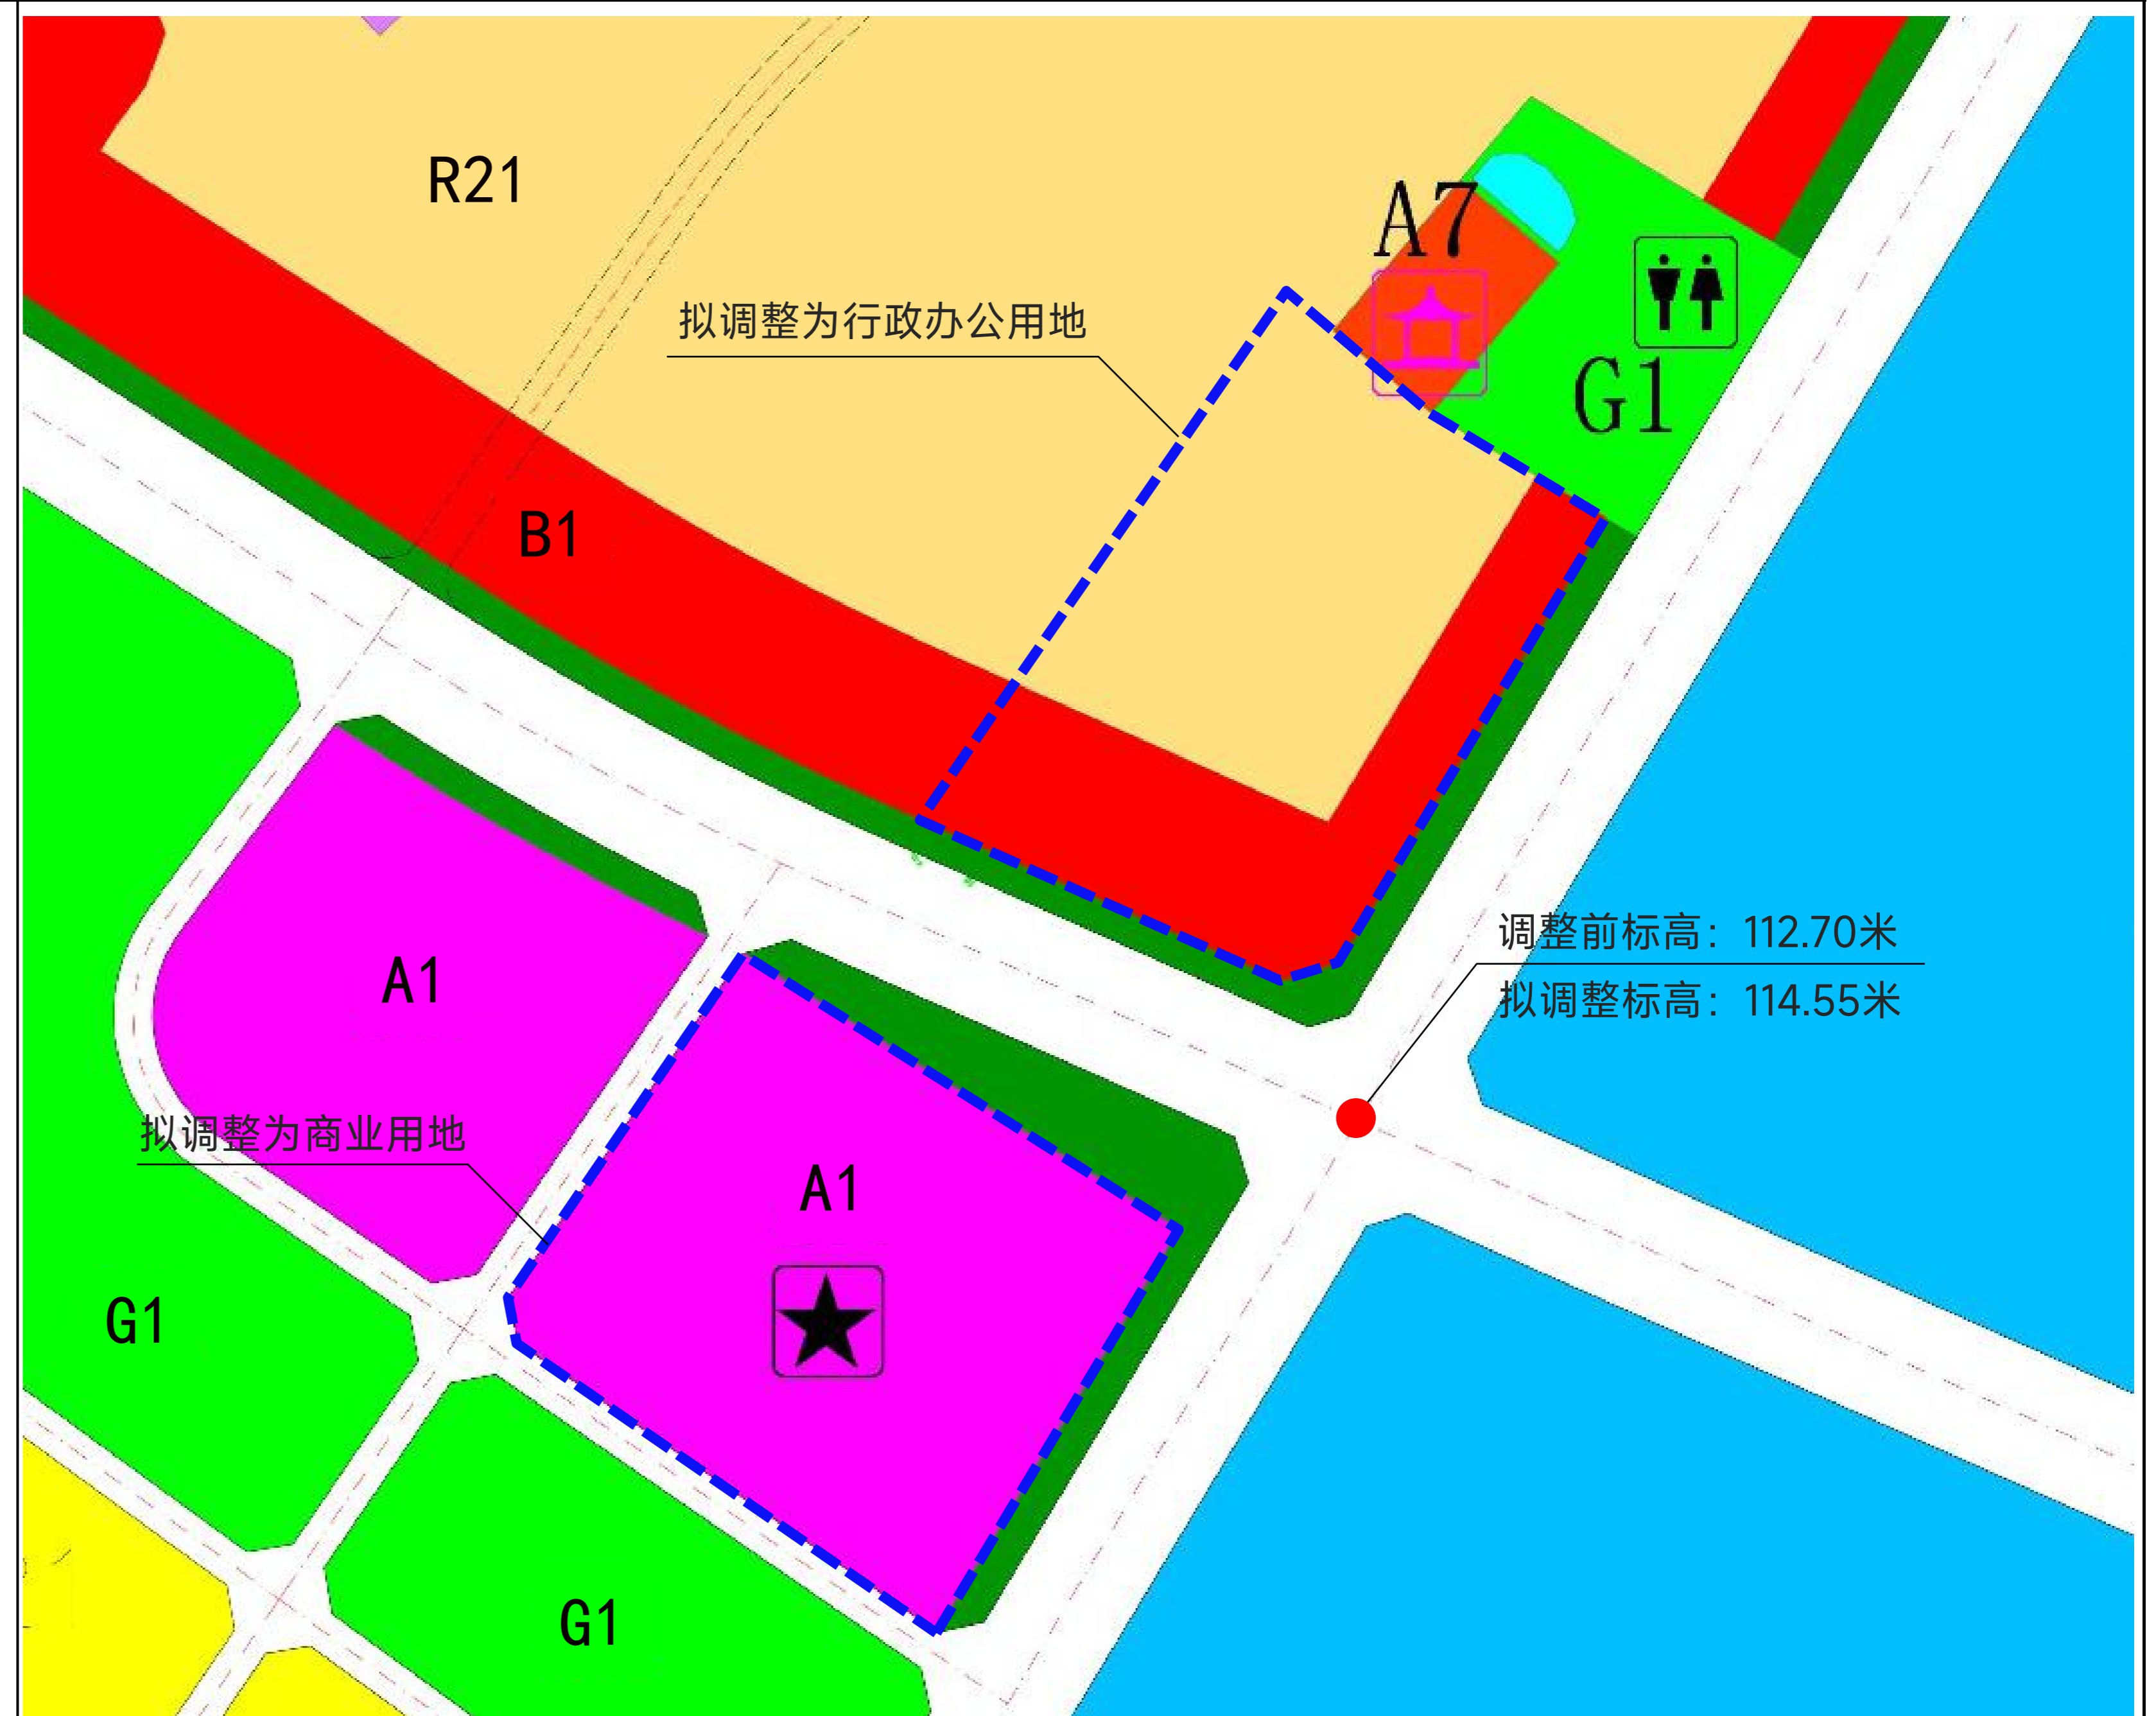 R21
A7
拟调整为行政办公用地
G1
B1
调整前标高：112.70米
A1
拟调整标高：114.55米
拟调整为商业用地
A1
G1
G1